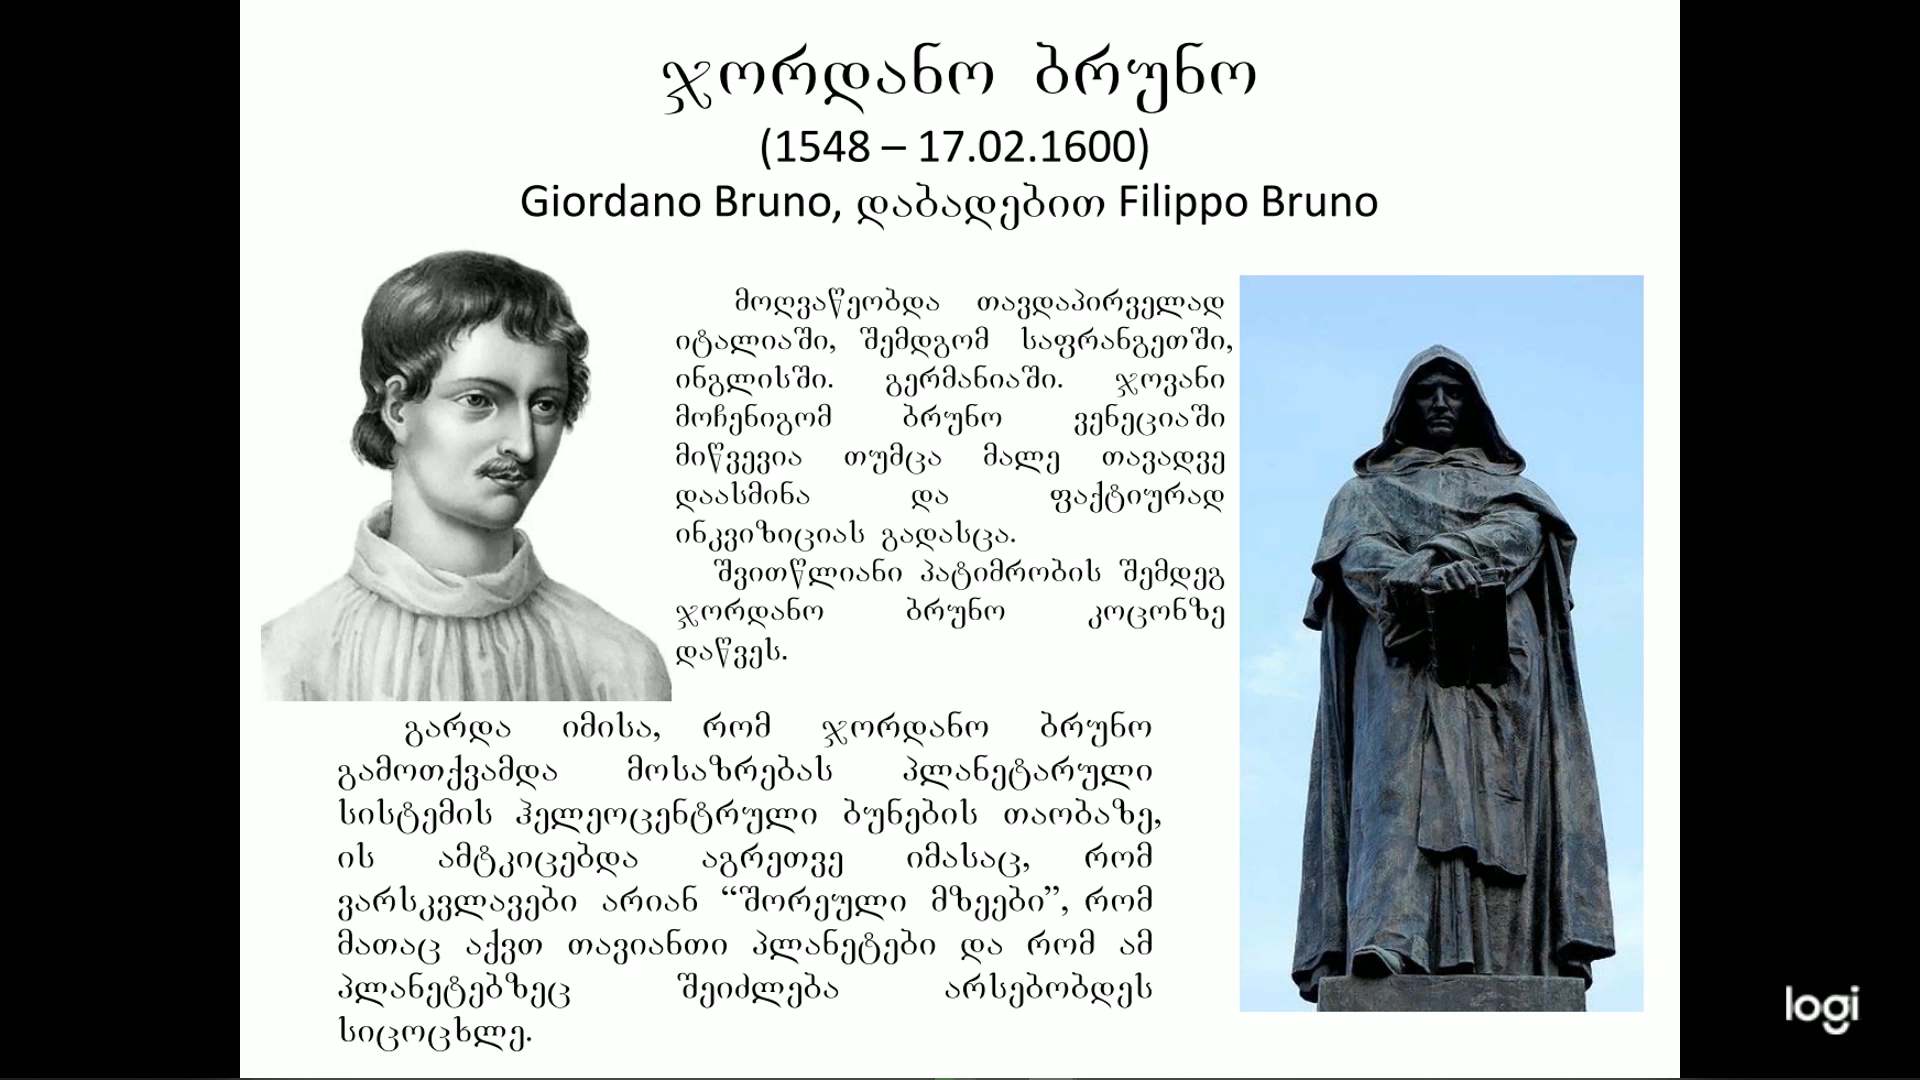 ჯორდანო ბრუნო
(1548 – 17.02.1600)
Giordano Bruno, დაბადებით Filippo Bruno
მოღვაწეობდა თავდაპირველად
იტალიაში, შემდგომ საფრანგეთში,
ინგლისში. გერმანიაში. ჯოვანი
მოჩენიგომ ბრუნო ვენეციაში
მიწვევია თუმცა მალე თავადვე
დაასმინა და ფაქტიურად
ინკვიზიციას გადასცა.
შვითწლიანი პატიმრობის შემდეგ
ჯორდანო ბრუნო კოცონზე
დაწვეს.
გარდა იმისა, რომ ჯორდანო ბრუნო
გამოთქვამდა მოსაზრებას პლანეტარული
სისტემის ჰელეოცენტრული ბუნების თაობაზე,
ის ამტკიცებდა აგრეთვე იმასაც, რომ
ვარსკვლავები არიან “შორეული მზეები”, რომ
მათაც აქვთ თავიანთი პლანეტები და რომ ამ
პლანეტებზეც შეიძლება არსებობდეს
სიცოცხლე.
logi